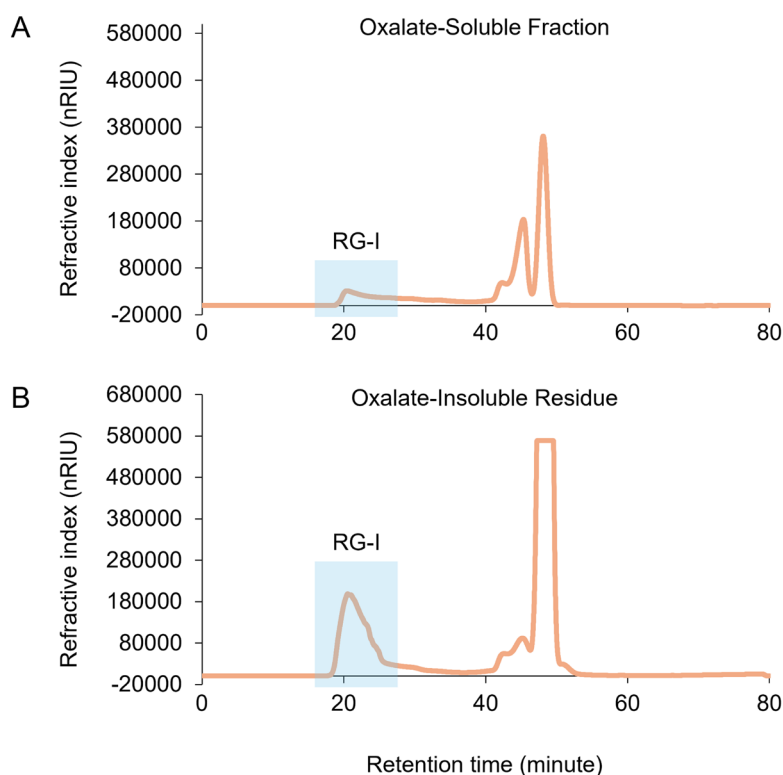 A
Oxalate-Soluble Fraction
Refractive index (nRIU)
580000
480000
380000
280000
180000
80000
-20000
RG-I
0 20 40 60 80
B
Oxalate-Insoluble Residue
Refractive index (nRIU)
680000
580000
480000
380000
280000
180000
80000
-20000
RG-I
0 20 40 60 80
Retention time (minute)